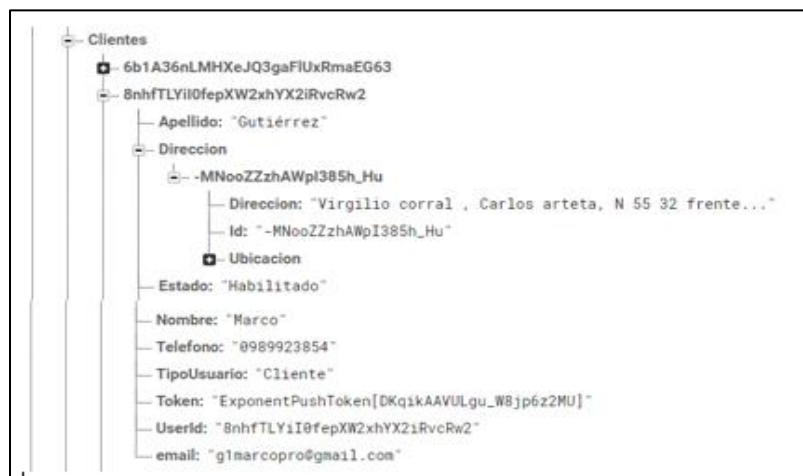 Clientes
6b1A36nLMHXeJQ3gaFlUxRmaEG63
8nhfTLYiI0fepXW2xhYX2iRvcRw2
Apellido: "Gutiérrez"
Direccion
-MNooZZzhAWpI385h_Hu
Direccion: "Virgilio corral , Carlos arteta, N 55 32 frente..."
Id: "-MNooZZzhAWpI385h_Hu"
Ubicacion
Estado: "Habilitado"
Nombre: "Marco"
Telefono: "0989923854"
TipoUsuario: "Cliente"
Token: "ExponentPushToken[DKqikAAVULgu_W8jp6z2MU]"
UserId: "8nhfTLYiI0fepXW2xhYX2iRvcRw2"
email: "g1marcopro@gmail.com"